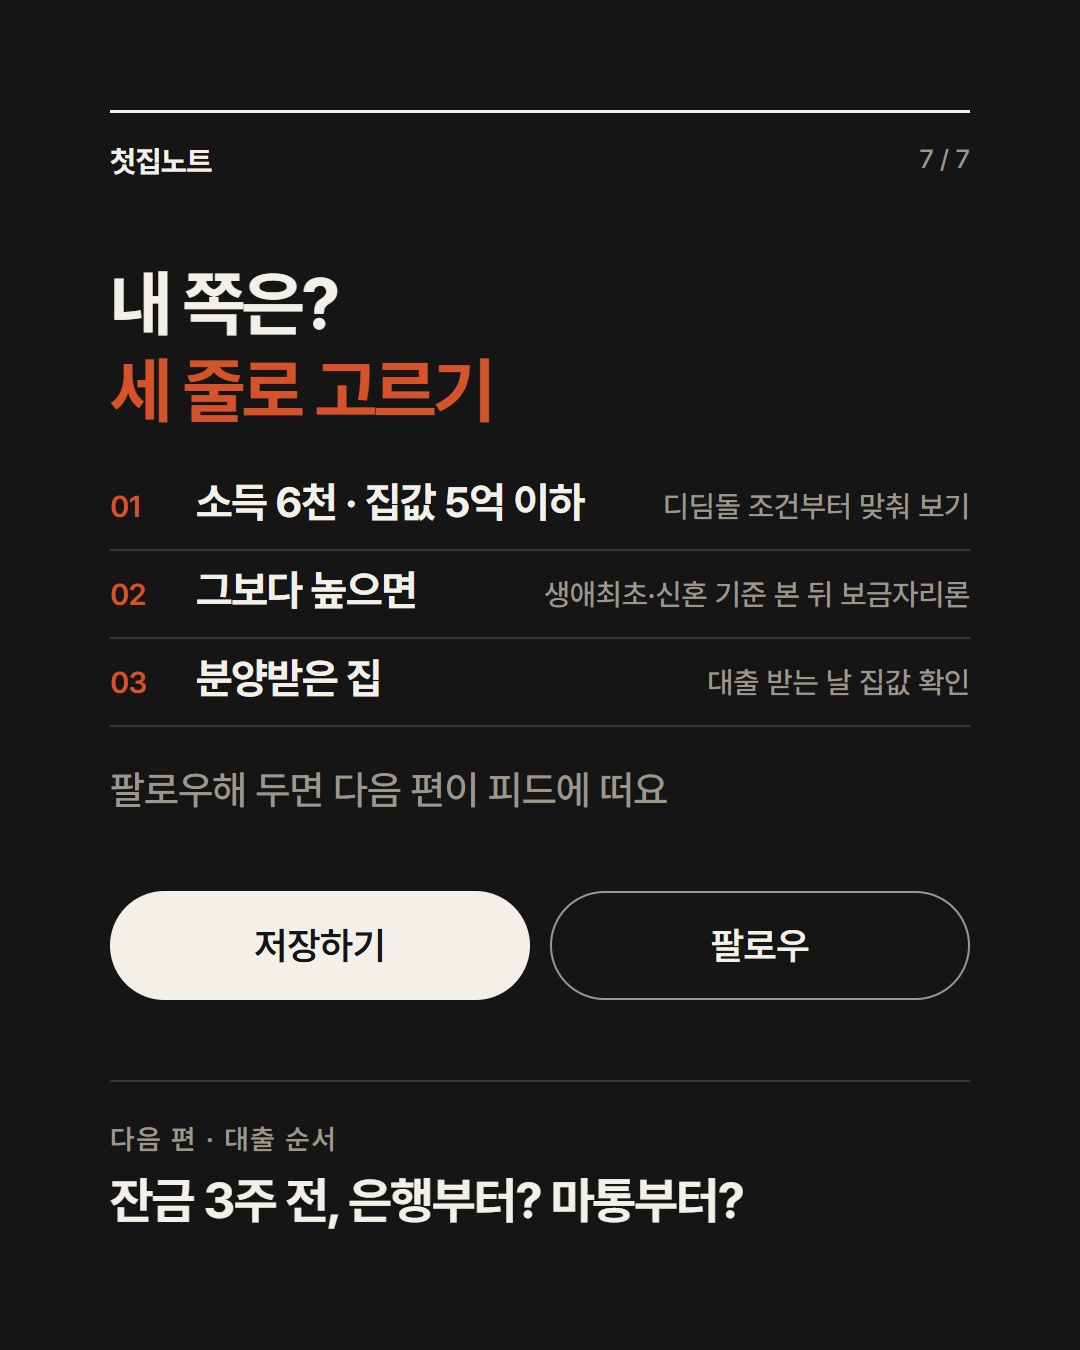 첫집노트
7 / 7
내 쪽은?
세 줄로 고르기
01 소득 6천 · 집값 5억 이하 디딤돌 조건부터 맞춰 보기
02 그보다 높으면 생애최초·신혼 기준 본 뒤 보금자리론
03 분양받은 집 대출 받는 날 집값 확인
팔로우해 두면 다음 편이 피드에 떠요
저장하기
팔로우
다음 편 · 대출 순서
잔금 3주 전, 은행부터? 마통부터?